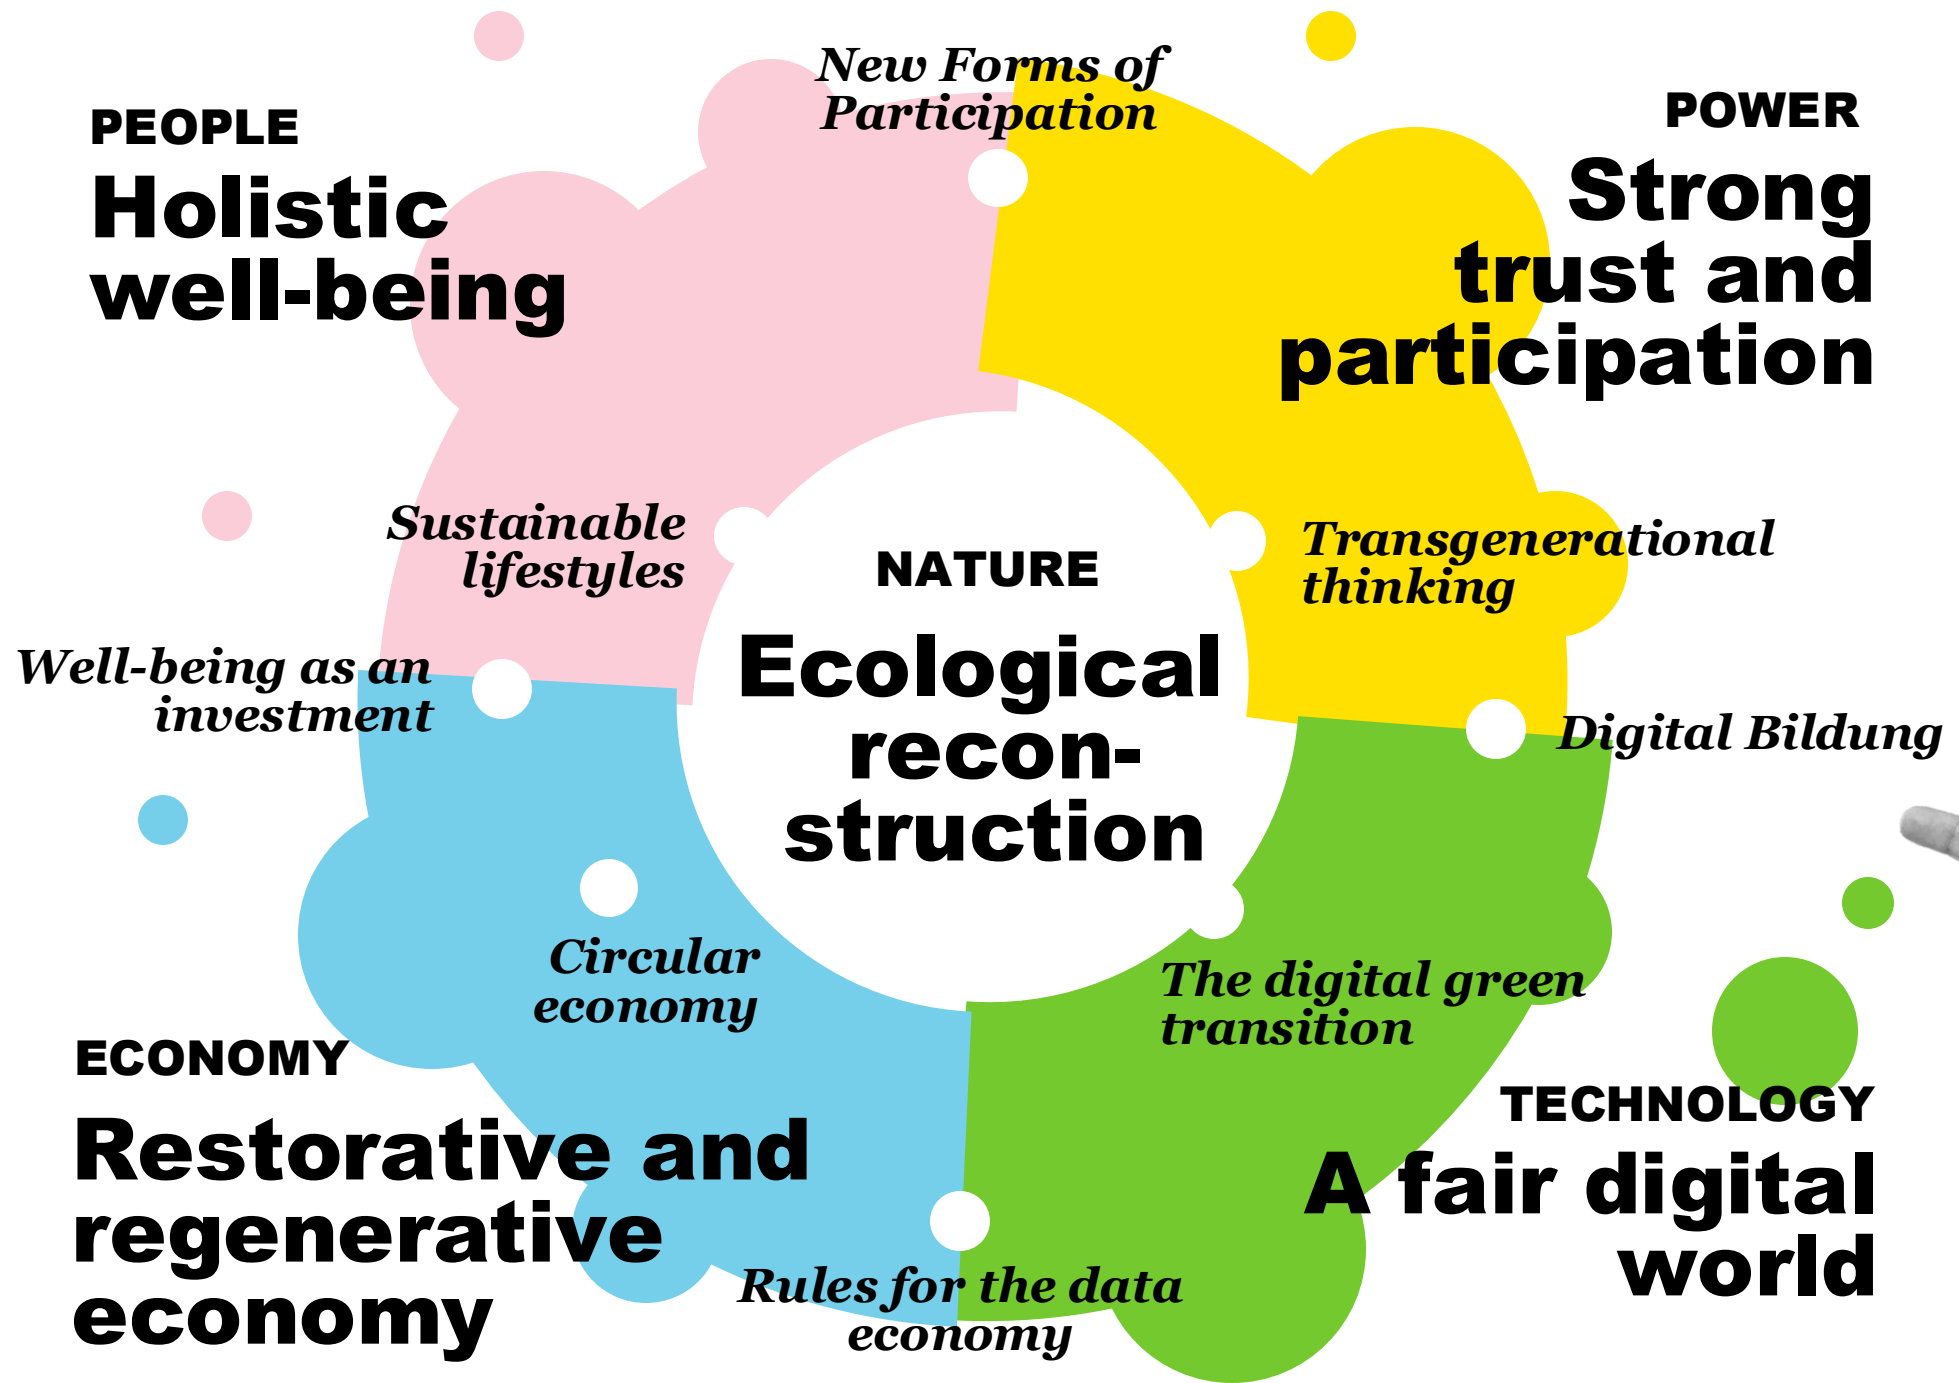 New Forms of
Participation
PEOPLE
Holistic
well-being
POWER
Strong
trust and
participation
Sustainable
lifestyles
Transgenerational
thinking
NATURE
Ecological
recon-
struction
Well-being as an
investment
Digital Bildung
Circular
economy
The digital green
transition
ECONOMY
Restorative and
regenerative
economy
TECHNOLOGY
A fair digital
world
Rules for the data
economy